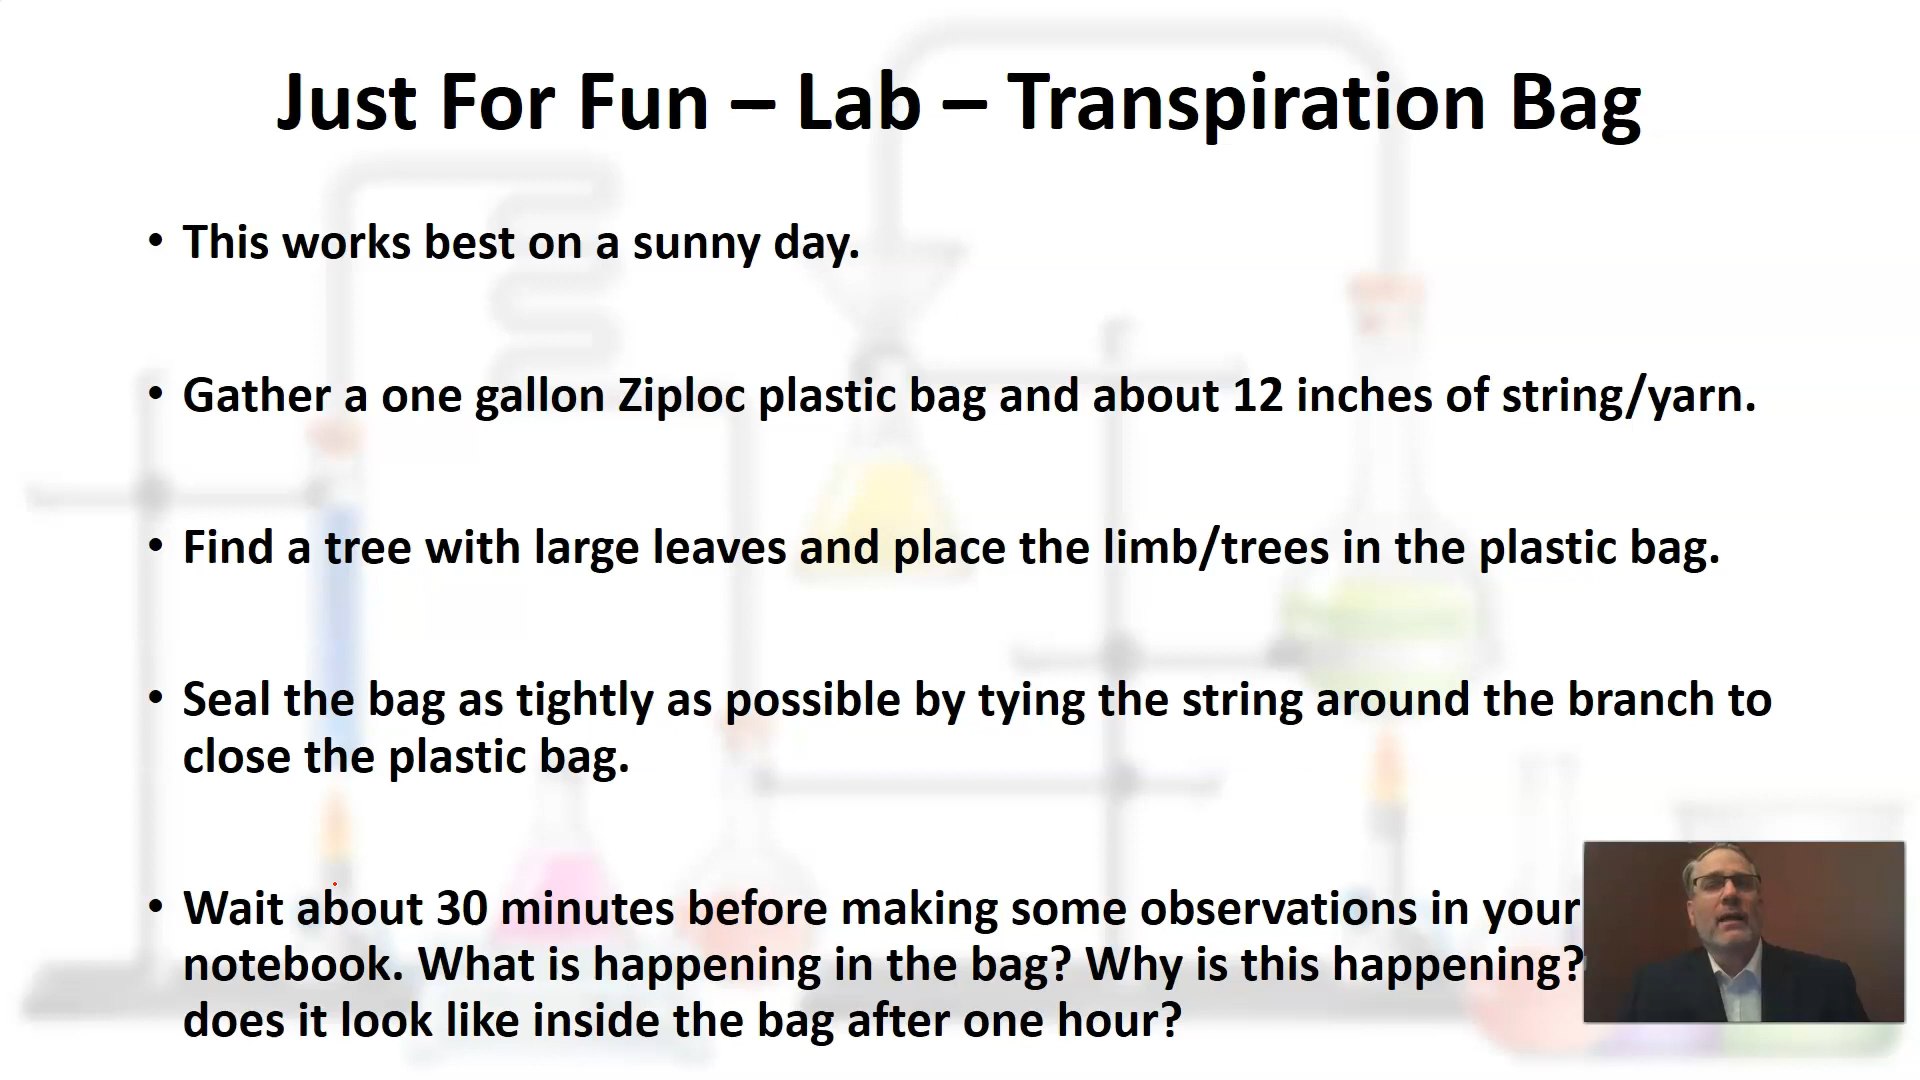 Just For Fun – Lab – Transpiration Bag
• This works best on a sunny day.
• Gather a one gallon Ziploc plastic bag and about 12 inches of string/yarn.
• Find a tree with large leaves and place the limb/trees in the plastic bag.
• Seal the bag as tightly as possible by tying the string around the branch to
close the plastic bag.
• Wait about 30 minutes before making some observations in your
notebook. What is happening in the bag? Why is this happening?
does it look like inside the bag after one hour?